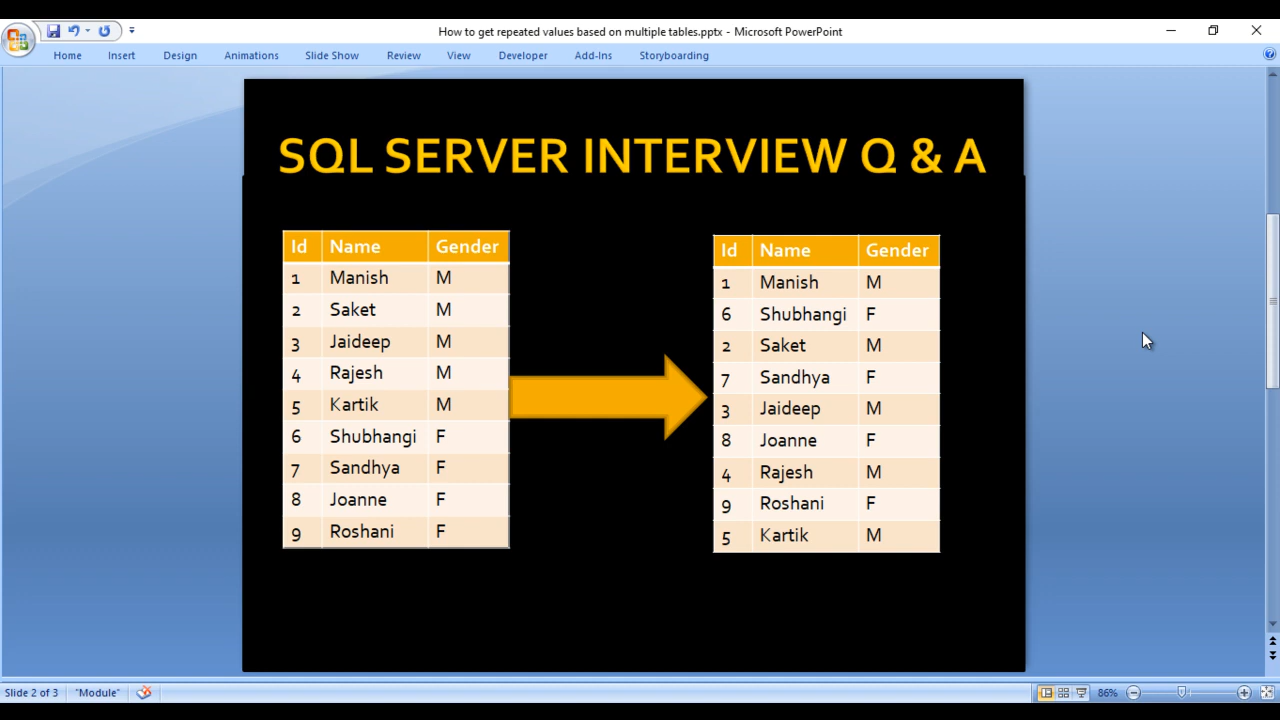 How to get repeated values based on multiple tables.pptx - Microsoft PowerPoint
Home Insert Design Animations Slide Show Review View Developer Add-Ins Storyboarding
SQL SERVER INTERVIEW Q & A
Id Name Gender
1 Manish M
2 Saket M
3 Jaideep M
4 Rajesh M
5 Kartik M
6 Shubhangi F
7 Sandhya F
8 Joanne F
9 Roshani F
Id Name Gender
1 Manish M
6 Shubhangi F
2 Saket M
7 Sandhya F
3 Jaideep M
8 Joanne F
4 Rajesh M
9 Roshani F
5 Kartik M
Slide 2 of 3 "Module" 86%